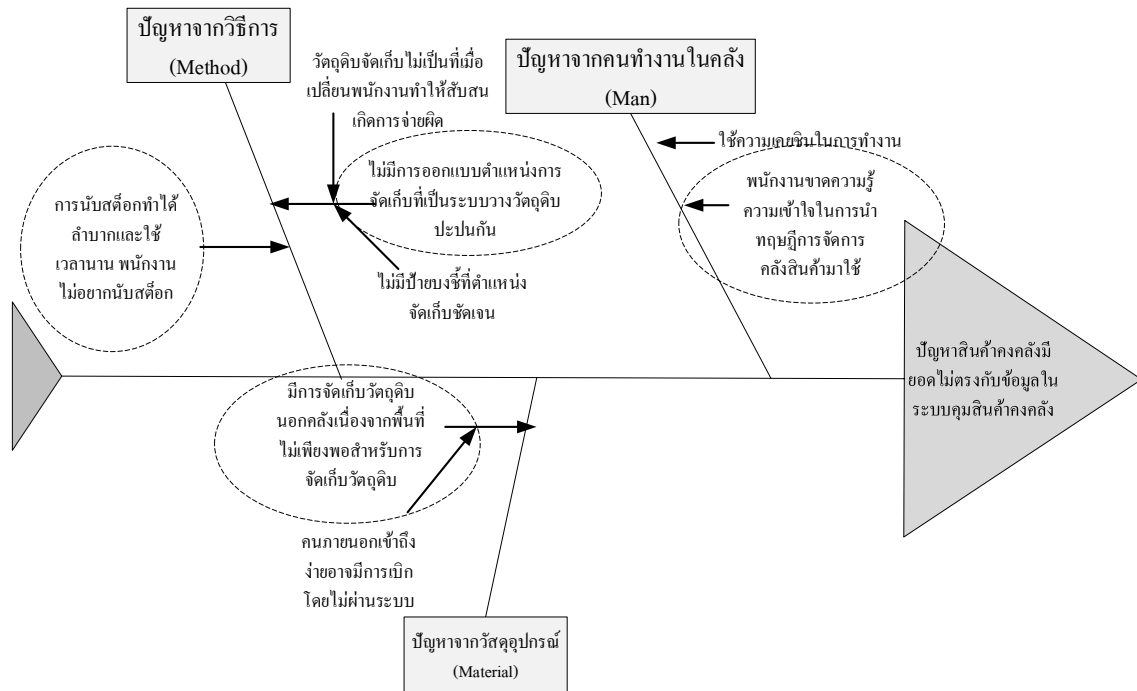 ปัญหาจากวิธีการ
(Method)
วัตถุดิบจัดเก็บไม่เป็นที่เมื่อ
เปลี่ยนพนักงานทำให้สับสน
เกิดการจ่ายผิด
ปัญหาจากคนทำงานในคลัง
(Man)
ใช้ความเคยชินในการทำงาน
พนักงานขาดความรู้
ความเข้าใจในการนำ
ทฤษฎีการจัดการ
คลังสินค้ามาใช้
ไม่มีการออกแบบตำแหน่งการ
จัดเก็บที่เป็นระบบวางวัตถุดิบ
ปะปนกัน
การนับสต็อกทำได้
ลำบากและใช้
เวลานาน พนักงาน
ไม่อยากนับสต็อก
ไม่มีป้ายบงชี้ที่ตำแหน่ง
จัดเก็บชัดเจน
ปัญหาสินค้าคงคลังมี
ยอดไม่ตรงกับข้อมูลใน
ระบบคุมสินค้าคงคลัง
มีการจัดเก็บวัตถุดิบ
นอกคลังเนื่องจากพื้นที่
ไม่เพียงพอสำหรับการ
จัดเก็บวัตถุดิบ
คนภายนอกเข้าถึง
ง่ายอาจมีการเบิก
โดยไม่ผ่านระบบ
ปัญหาจากวัสดุอุปกรณ์
(Material)